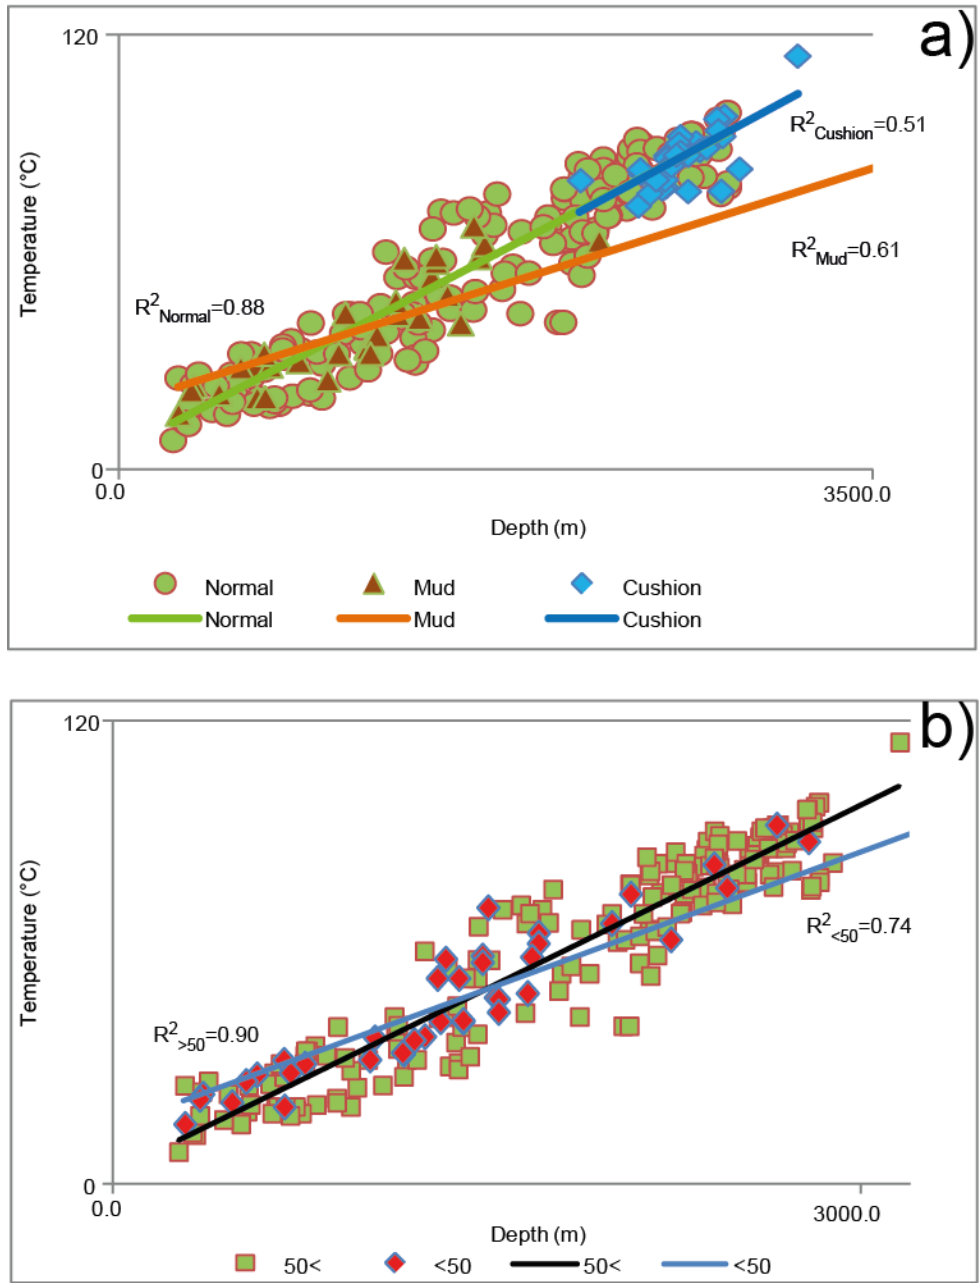 a)
120
Temperature (°C)
R²Cushion=0.51
R²Mud=0.61
R²Normal=0.88
0
0.0
3500.0
Depth (m)
Normal Mud Cushion
Normal Mud Cushion
b)
120
Temperature (°C)
R²<50=0.74
R²>50=0.90
0
0.0
3000.0
Depth (m)
50< <50 50< <50